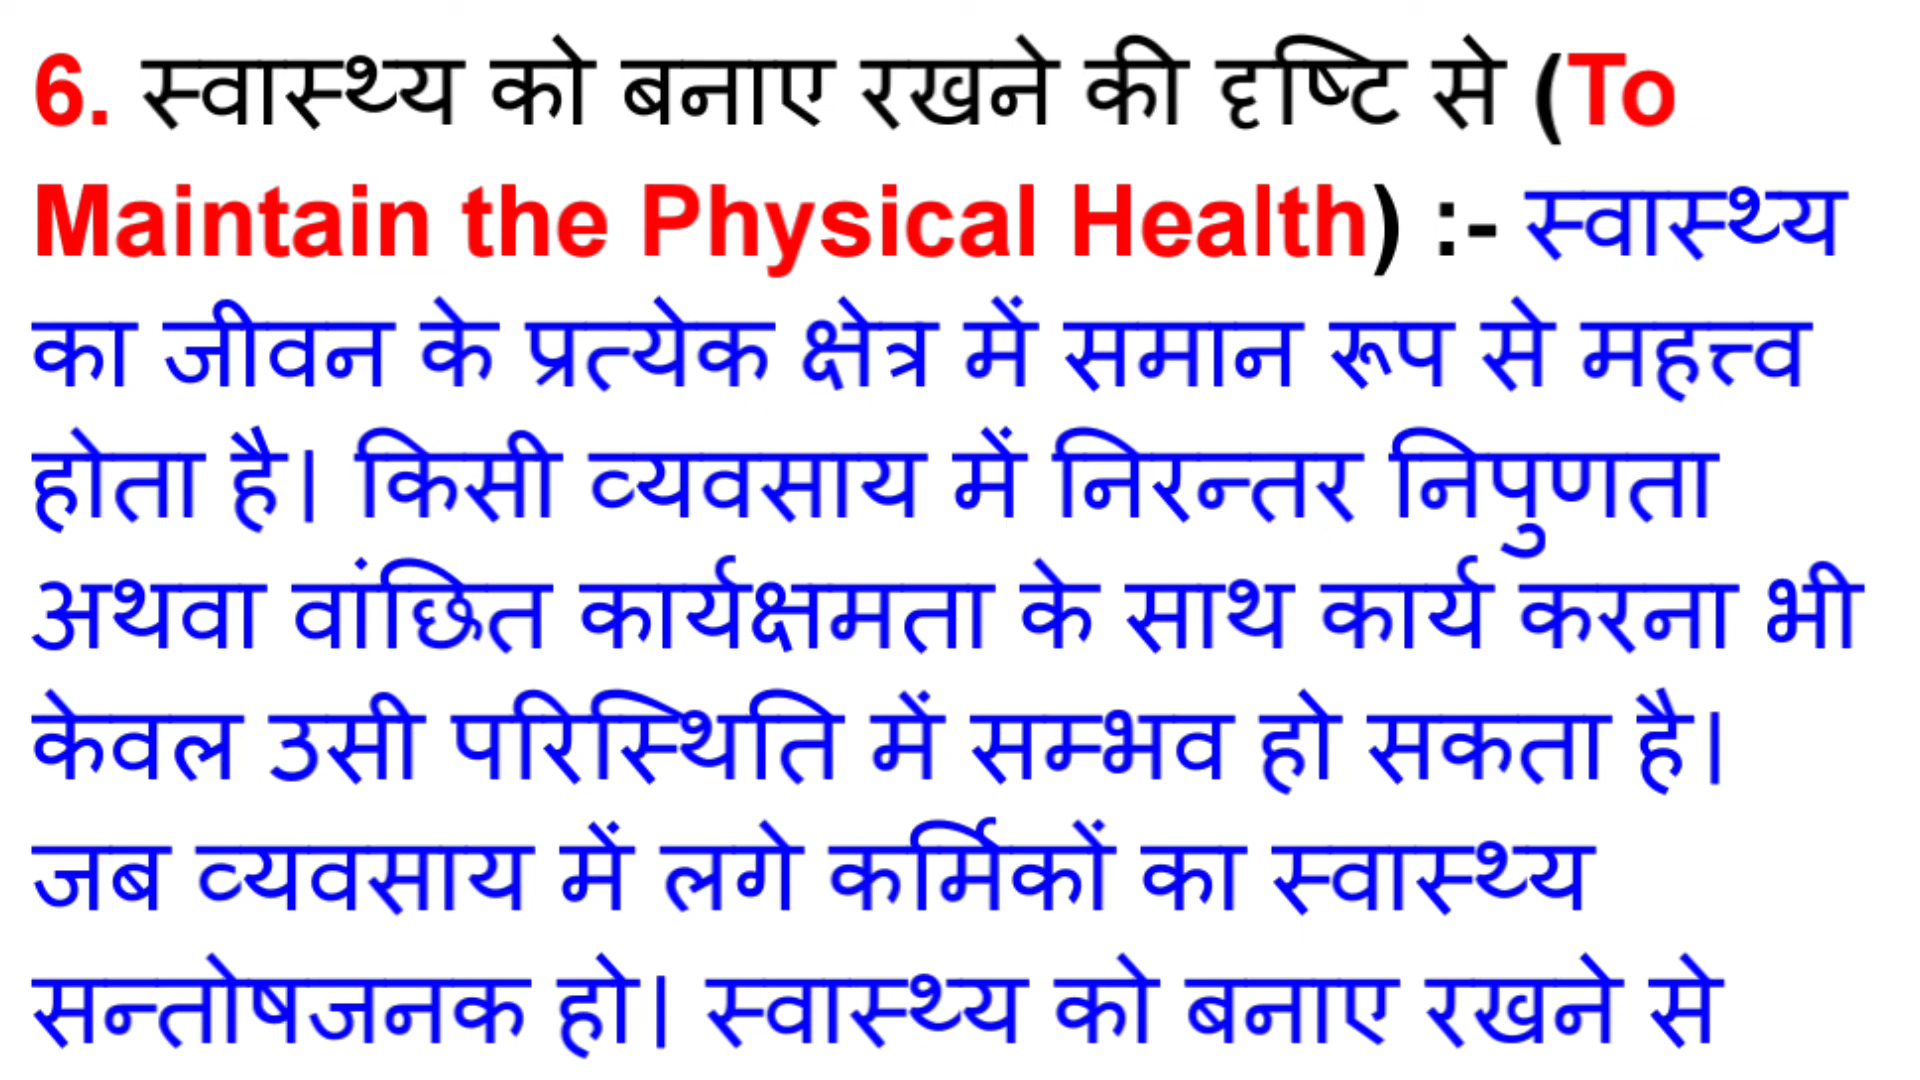 6. स्वास्थ्य को बनाए रखने की दृष्टि से (To
Maintain the Physical Health) :- स्वास्थ्य
का जीवन के प्रत्येक क्षेत्र में समान रूप से महत्त्व
होता है। किसी व्यवसाय में निरन्तर निपुणता
अथवा वांछित कार्यक्षमता के साथ कार्य करना भी
केवल उसी परिस्थिति में सम्भव हो सकता है।
जब व्यवसाय में लगे कर्मिकों का स्वास्थ्य
सन्तोषजनक हो। स्वास्थ्य को बनाए रखने से